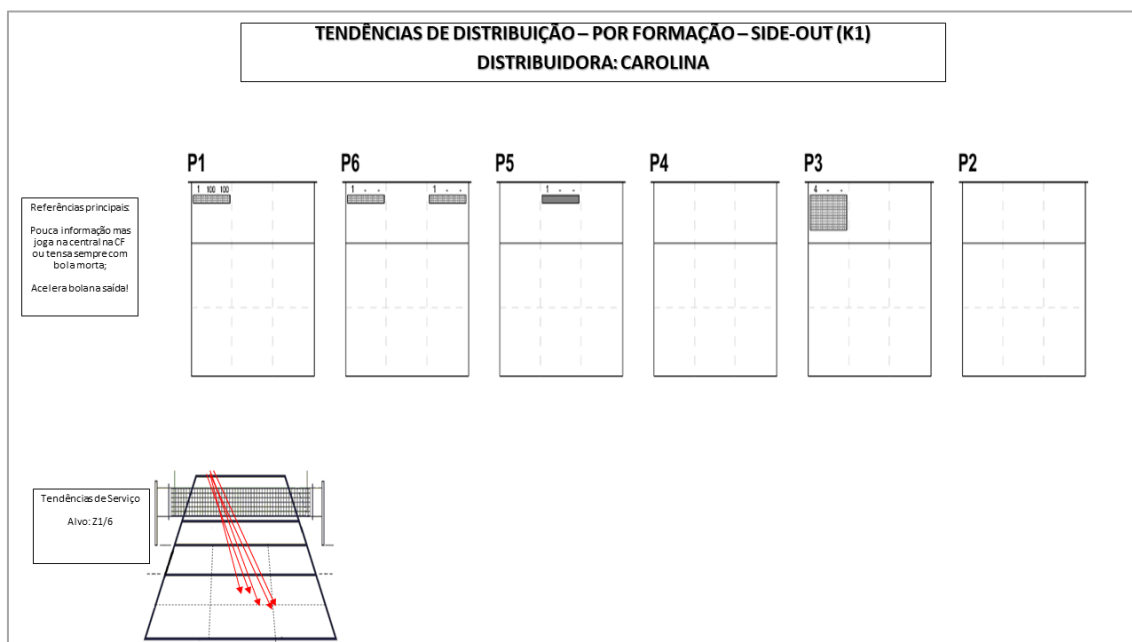 TENDÊNCIAS DE DISTRIBUIÇÃO – POR FORMAÇÃO – SIDE-OUT (K1)
DISTRIBUIDORA: CAROLINA
P1
P6
P5
P4
P3
P2
1 100 100
1 - -
1 - -
1 - -
4 - -
Referências principais:
Pouca informação mas
joga na central na CF
ou tensa sempre com
bola morta;
Acelera bola na saída!
Tendências de Serviço
Alvo: Z1/6